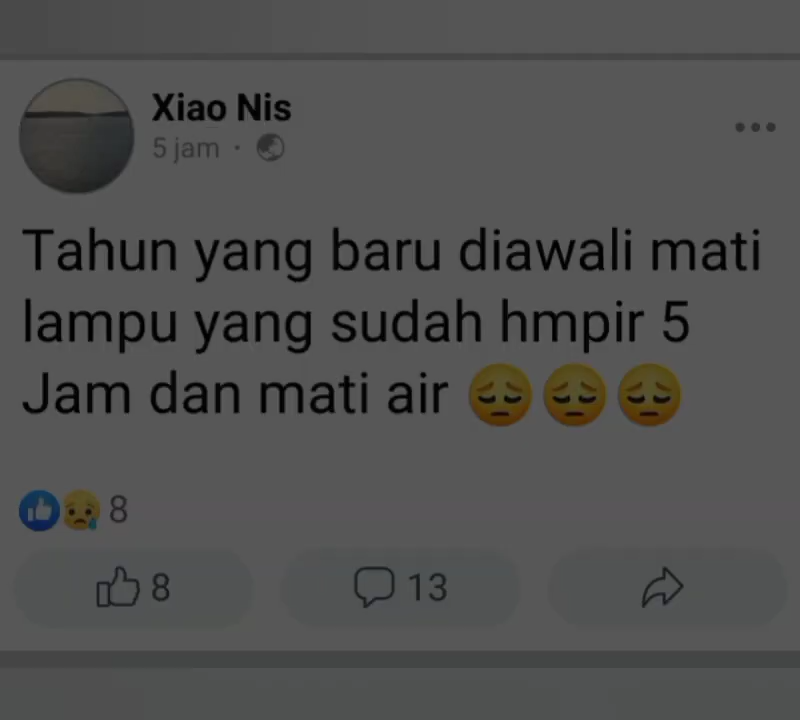 Xiao Nis
5 jam ·
Tahun yang baru diawali mati
lampu yang sudah hmpir 5
Jam dan mati air 😔😔😔
8
8 13